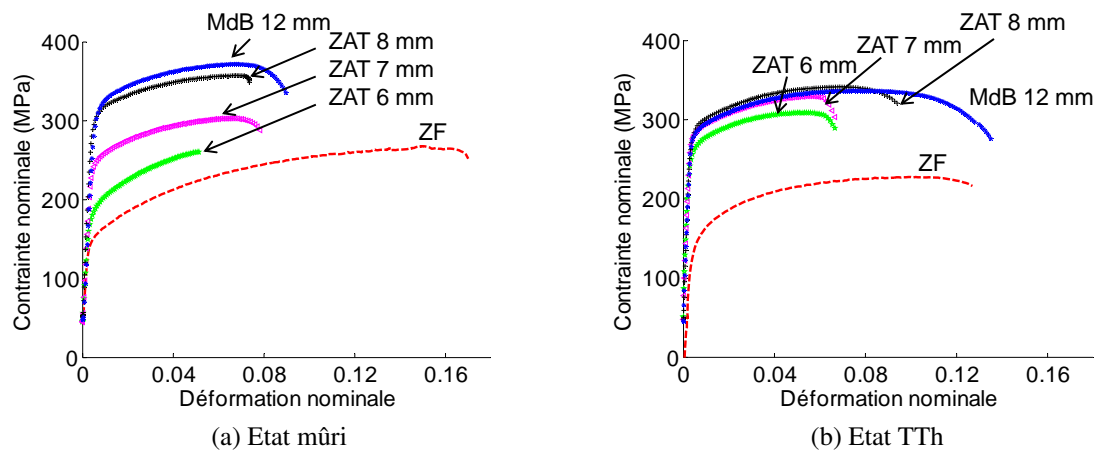 MdB 12 mm
ZAT 8 mm
ZAT 7 mm
ZAT 6 mm
ZF
400
300
200
100
0
Contrainte nominale (MPa)
0 0.04 0.08 0.12 0.16
Déformation nominale
(a) Etat mûri
ZAT 8 mm
ZAT 7 mm
ZAT 6 mm
MdB 12 mm
ZF
400
300
200
100
0
Contrainte nominale (MPa)
0 0.04 0.08 0.12 0.16
Déformation nominale
(b) Etat TTh